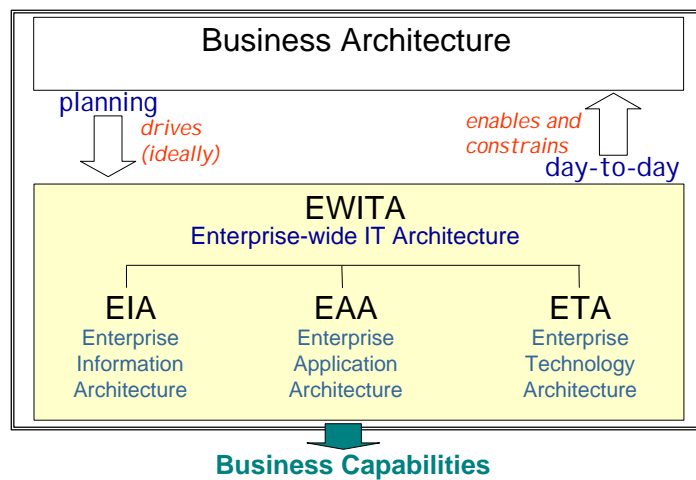 Business Architecture
planning
drives
(ideally)
enables and
constrains
day-to-day
EWITA
Enterprise-wide IT Architecture
EIA
Enterprise
Information
Architecture
EAA
Enterprise
Application
Architecture
ETA
Enterprise
Technology
Architecture
Business Capabilities